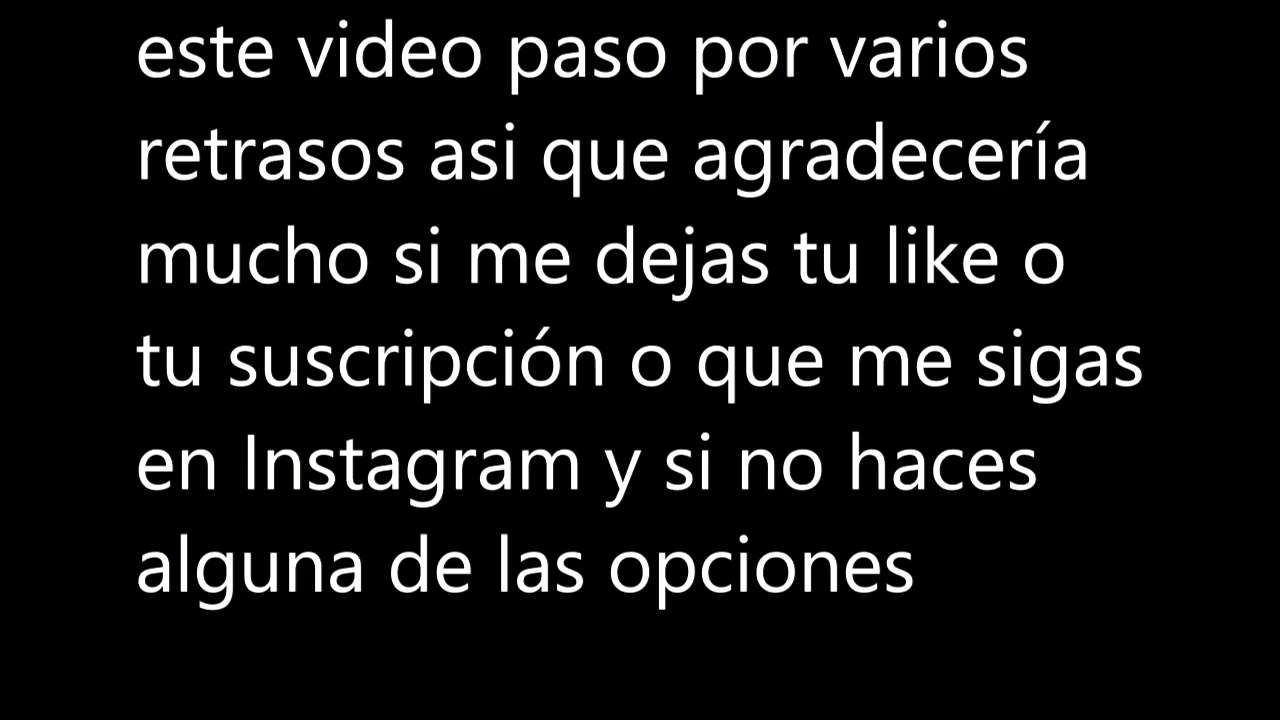 este video paso por varios
retrasos asi que agradecería
mucho si me dejas tu like o
tu suscripción o que me sigas
en Instagram y si no haces
alguna de las opciones